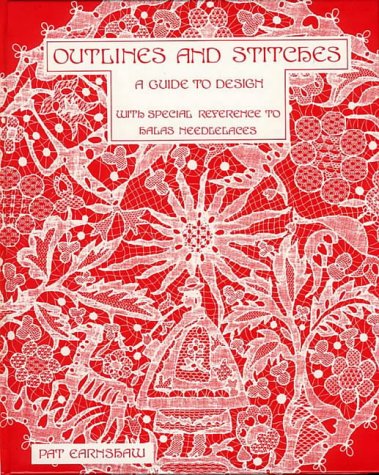 OUTLINES AND STITCHES
A GUIDE TO DESIGN
WITH SPECIAL REFERENCE TO
HALAS NEEDLELACES
PAT EARNSHAW